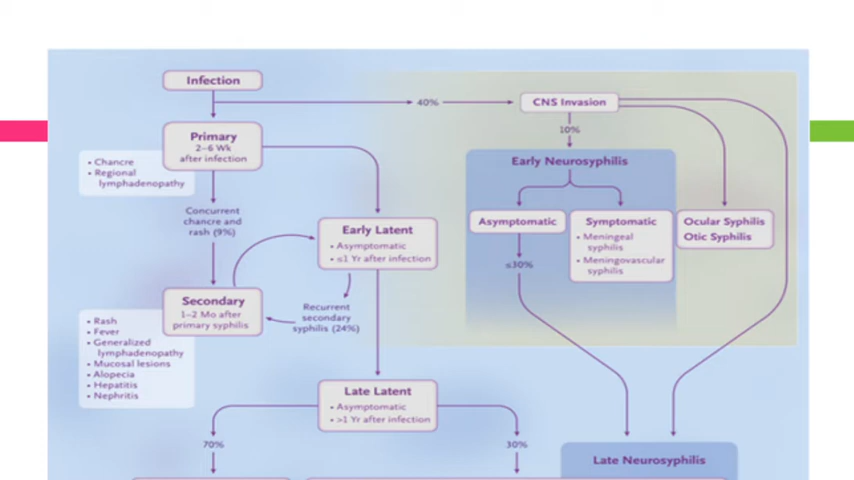 Infection
40%
CNS Invasion
10%
Primary
2–6 Wk
after infection
• Chancre
• Regional
lymphadenopathy
Concurrent
chancre and
rash (9%)
Early Latent
• Asymptomatic
• ≤1 Yr after infection
Early Neurosyphilis
Asymptomatic
Symptomatic
• Meningeal
syphilis
• Meningovascular
syphilis
Ocular Syphilis
Otic Syphilis
≤30%
Secondary
1–2 Mo after
primary syphilis
Recurrent
secondary
syphilis (24%)
• Rash
• Fever
• Generalized
lymphadenopathy
• Mucosal lesions
• Alopecia
• Hepatitis
• Nephritis
Late Latent
• Asymptomatic
• >1 Yr after infection
70%
30%
Late Neurosyphilis